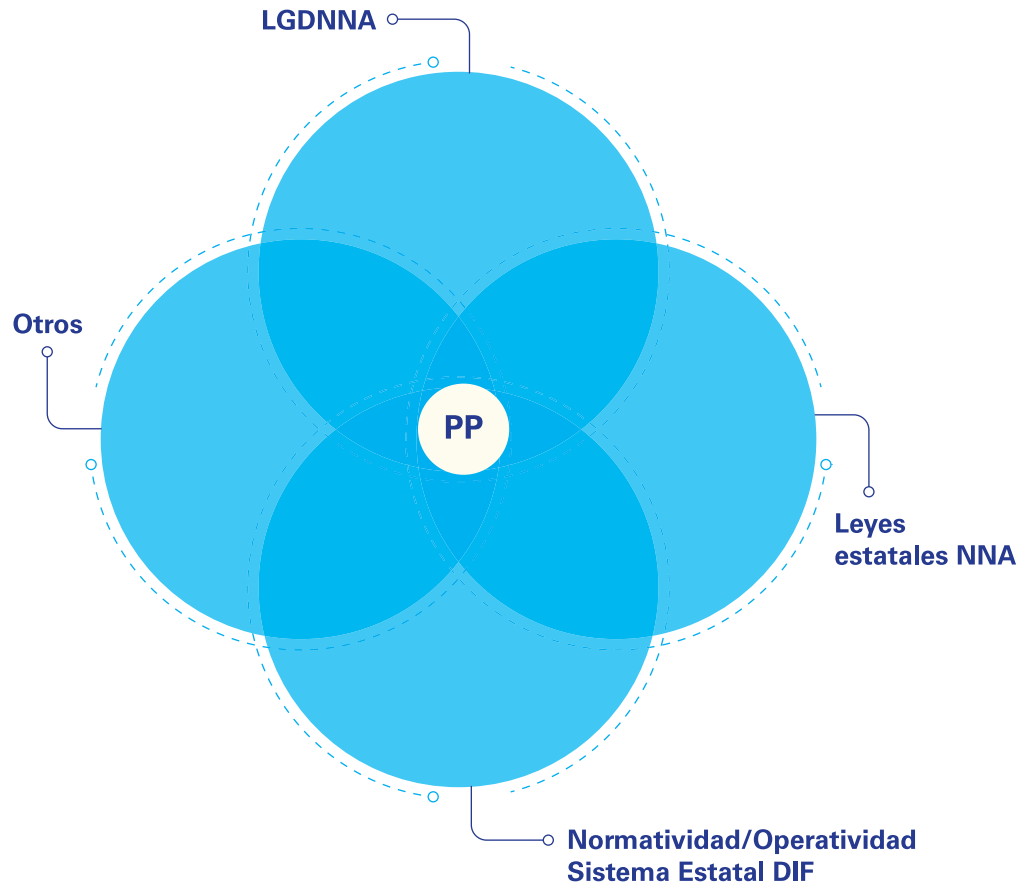 LGDNNA
Otros
PP
Leyes
estatales NNA
Normatividad/Operatividad
Sistema Estatal DIF